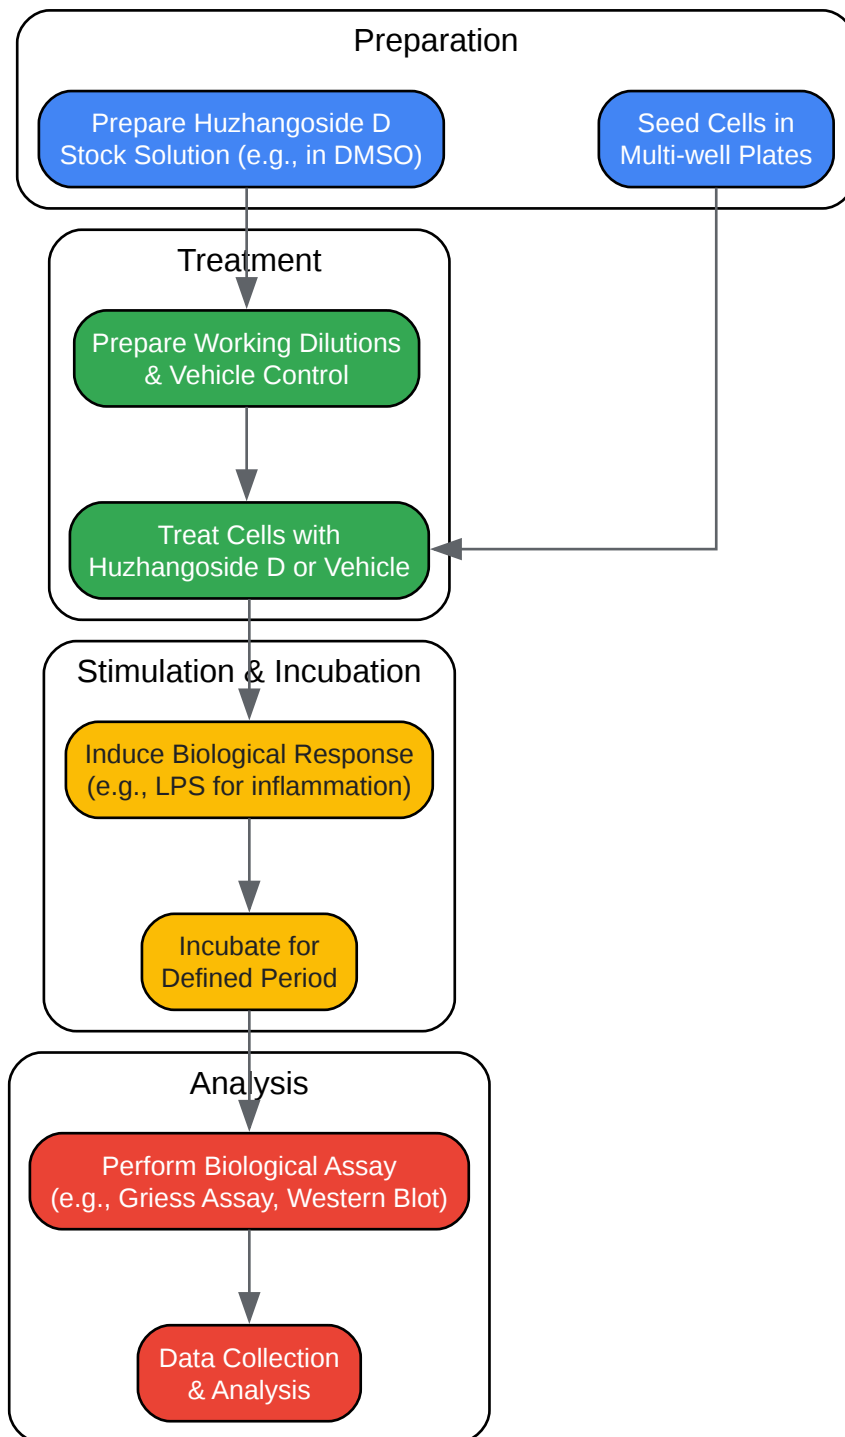 Preparation
Prepare Huzhangoside D
Stock Solution (e.g., in DMSO)
Seed Cells in
Multi-well Plates
Treatment
Prepare Working Dilutions
& Vehicle Control
Treat Cells with
Huzhangoside D or Vehicle
Stimulation & Incubation
Induce Biological Response
(e.g., LPS for inflammation)
Incubate for
Defined Period
Analysis
Perform Biological Assay
(e.g., Griess Assay, Western Blot)
Data Collection
& Analysis